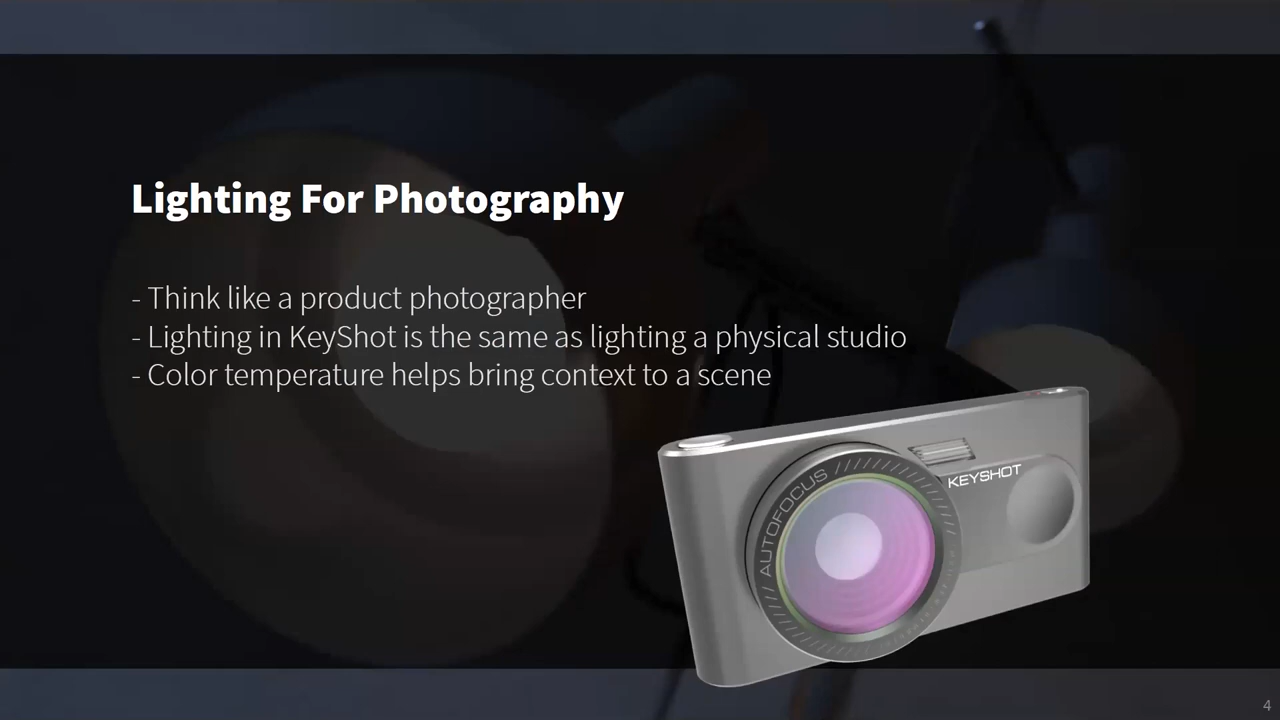 Lighting For Photography
- Think like a product photographer
- Lighting in KeyShot is the same as lighting a physical studio
- Color temperature helps bring context to a scene
AUTOFOCUS
KEYSHOT
4